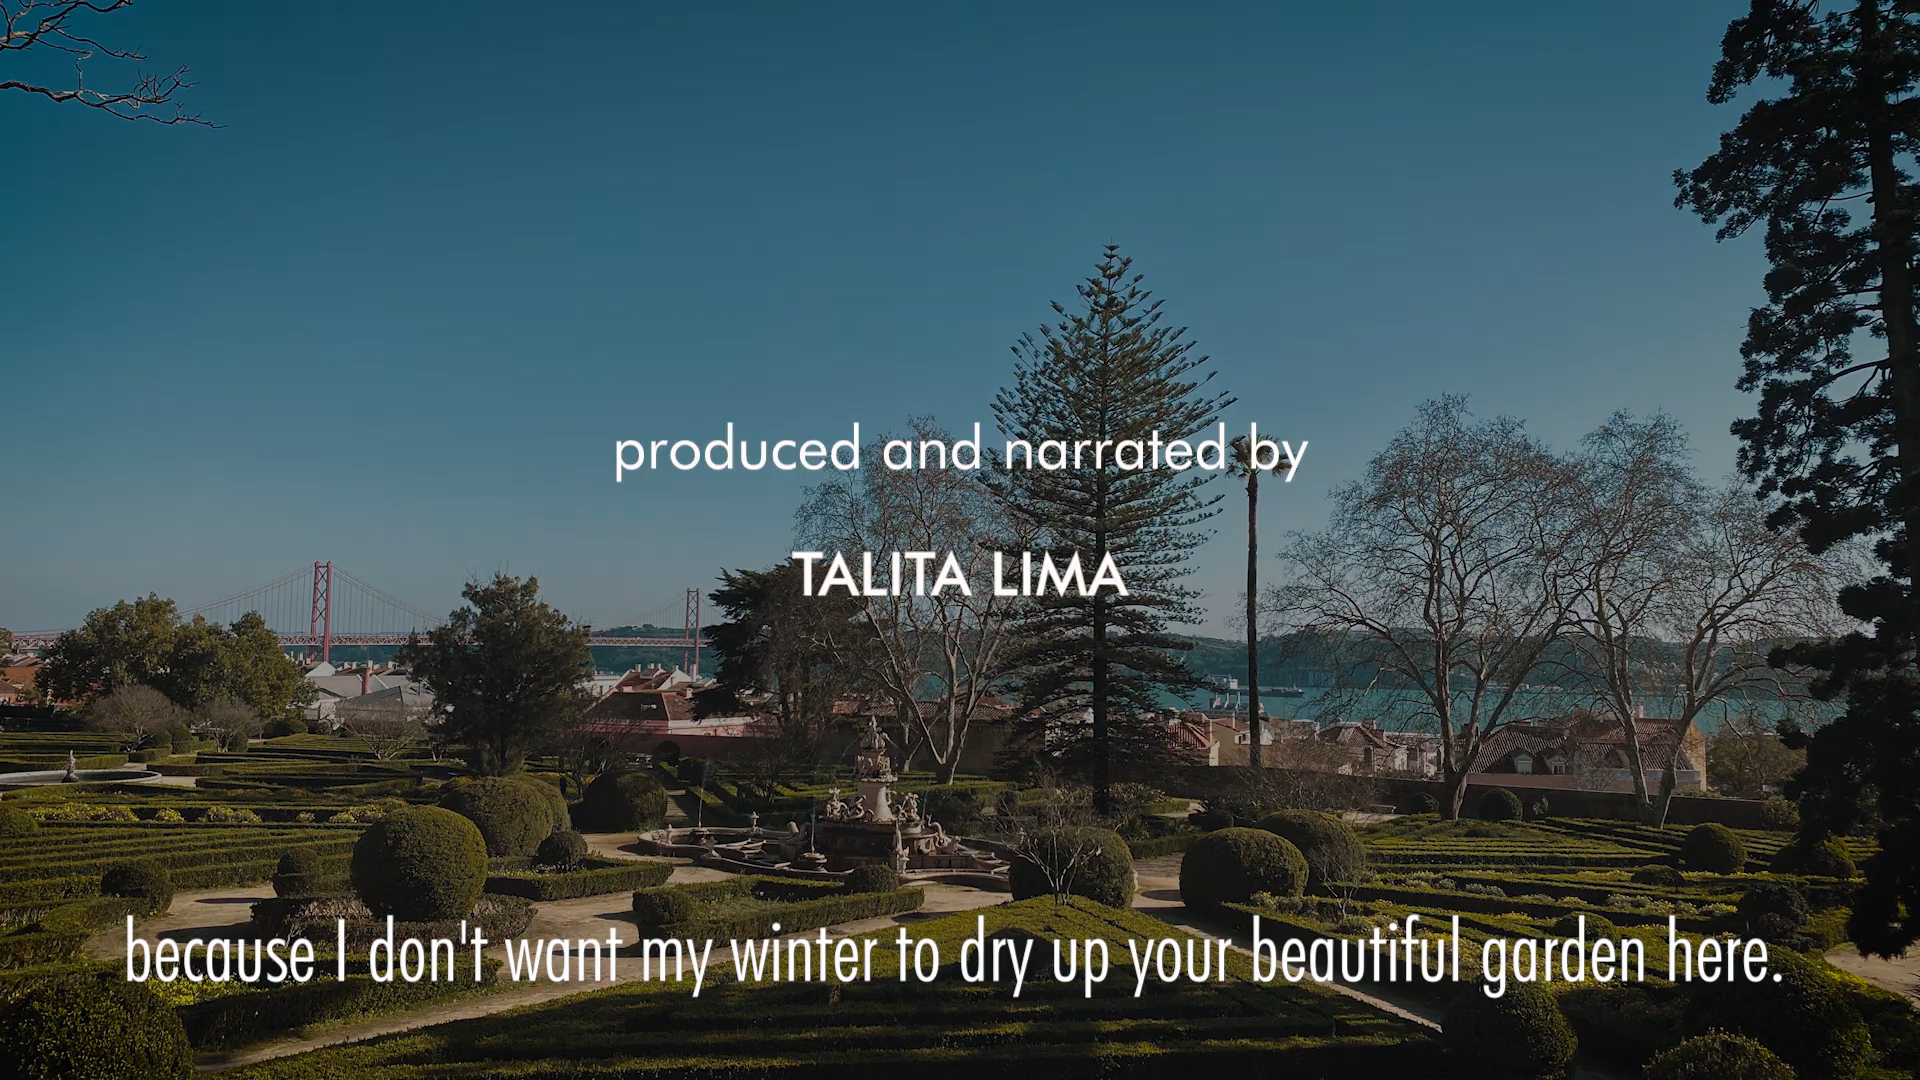 produced and narrated by
TALITA LIMA
because I don't want my winter to dry up your beautiful garden here.